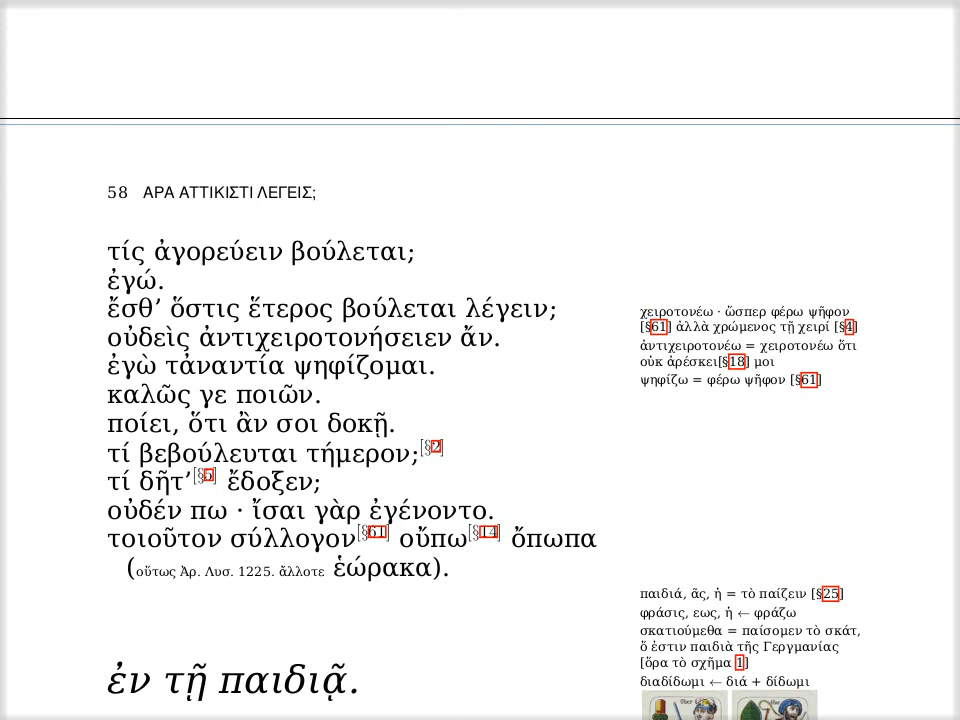 58 ΑΡΑ ΑΤΤΙΚΙΣΤΙ ΛΕΓΕΙΣ;
τίς ἀγορεύειν βούλεται;
ἐγώ.
ἔσθ’ ὅστις ἕτερος βούλεται λέγειν;
οὐδεὶς ἀντιχειροτονήσειεν ἄν.
ἐγὼ τἀναντία ψηφίζομαι.
καλῶς γε ποιῶν.
ποίει, ὅτι ἂν σοι δοκῇ.
τί βεβούλευται τήμερον;[§2]
τί δῆτ’[§5] ἔδοξεν;
οὐδέν πω · ἴσαι γὰρ ἐγένοντο.
τοιοῦτον σύλλογον[§61] οὔπω[§14] ὄπωπα
(οὕτως Ἀρ. Λυσ. 1225. ἄλλοτε ἑώρακα).
ἐν τῇ παιδιᾷ.
χειροτονέω · ὥσπερ φέρω ψῆφον
[§61] ἀλλὰ χρώμενος τῇ χειρί [§4]
ἀντιχειροτονέω = χειροτονέω ὅτι
οὐκ ἀρέσκει[§18] μοι
ψηφίζω = φέρω ψῆφον [§61]
παιδιά, ᾶς, ἡ = τὸ παίζειν [§25]
φράσις, εως, ἡ ← φράζω
σκατιούμεθα = παίσομεν τὸ σκάτ,
ὅ ἐστιν παιδιὰ τῆς Γεργμανίας
[ὅρα τὸ σχῆμα 1]
διαδίδωμι ← διά + δίδωμι